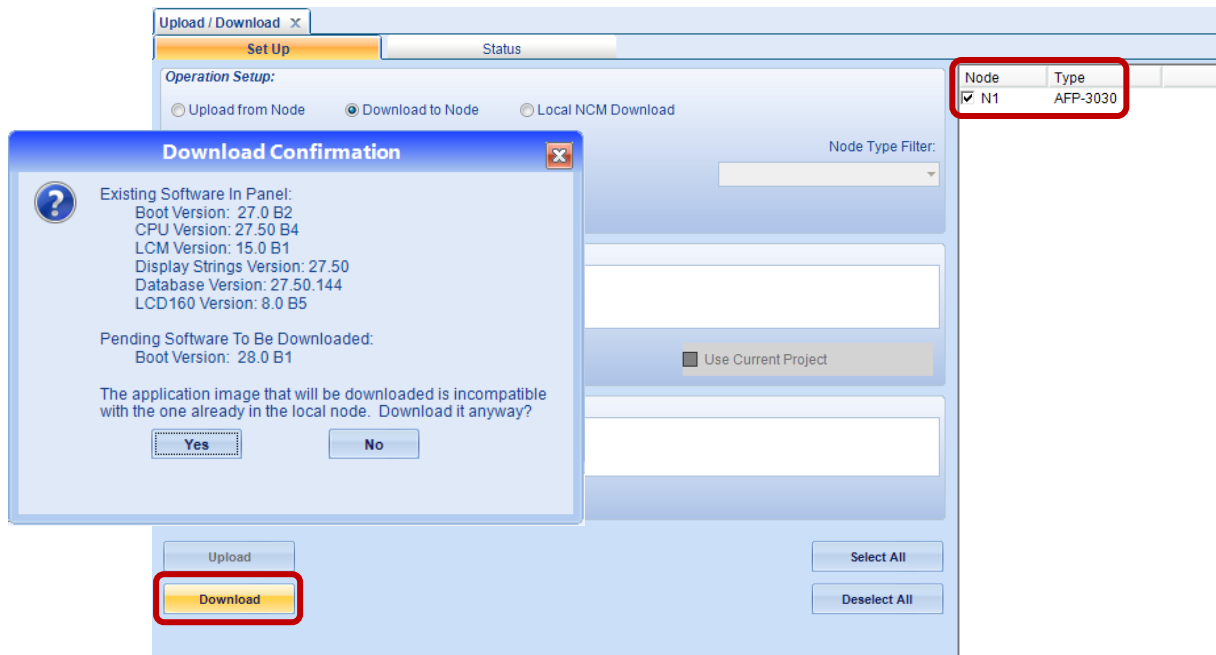 Upload / Download x
Set Up
Status
Operation Setup:
Upload from Node
Download to Node
Local NCM Download
Node Type Filter:
Node
Type
N1
AFP-3030
Download Confirmation
Existing Software In Panel:
Boot Version: 27.0 B2
CPU Version: 27.50 B4
LCM Version: 15.0 B1
Display Strings Version: 27.50
Database Version: 27.50.144
LCD160 Version: 8.0 B5
Pending Software To Be Downloaded:
Boot Version: 28.0 B1
The application image that will be downloaded is incompatible
with the one already in the local node. Download it anyway?
Yes
No
Use Current Project
Upload
Select All
Download
Deselect All